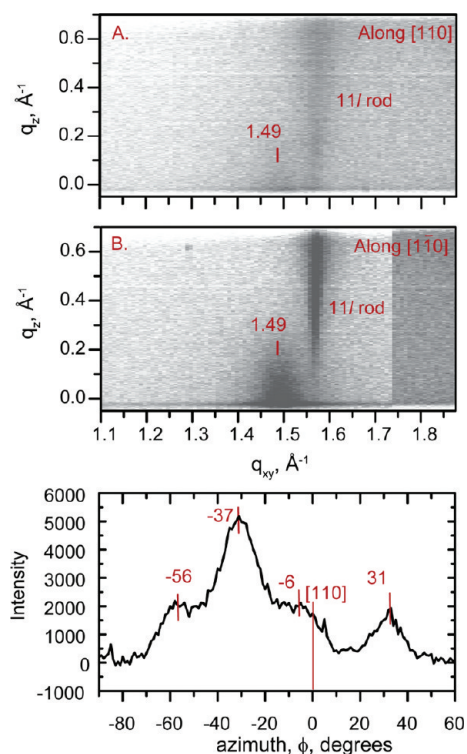 A.
Along [110]
11/ rod
1.49
q_z, Å^-1
0.6
0.4
0.2
0.0
B.
Along [110]
11/ rod
1.49
q_z, Å^-1
0.6
0.4
0.2
0.0
1.1 1.2 1.3 1.4 1.5 1.6 1.7 1.8
q_xy, Å^-1
6000
5000
4000
3000
2000
1000
0
-1000
Intensity
-37
-56
-6
[110]
31
-80 -60 -40 -20 0 20 40 60
azimuth, ϕ, degrees